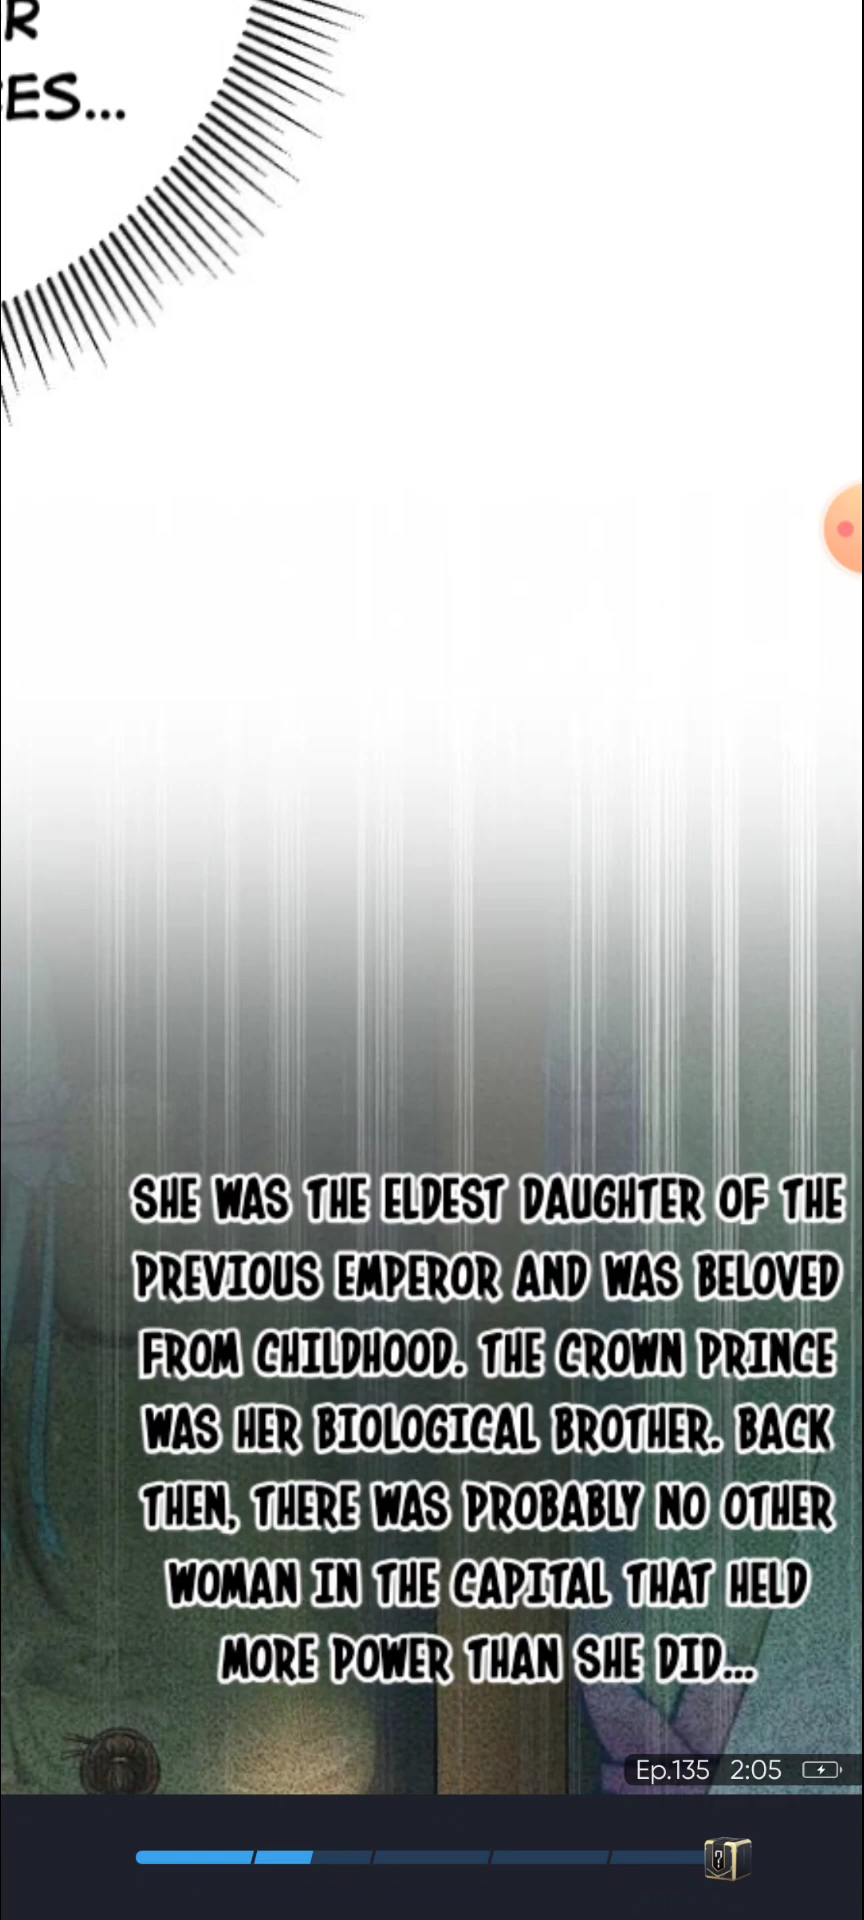 R
ES...
SHE WAS THE ELDEST DAUGHTER OF THE
PREVIOUS EMPEROR AND WAS BELOVED
FROM CHILDHOOD. THE CROWN PRINCE
WAS HER BIOLOGICAL BROTHER. BACK
THEN, THERE WAS PROBABLY NO OTHER
WOMAN IN THE CAPITAL THAT HELD
MORE POWER THAN SHE DID...
Ep.135 2:05
?